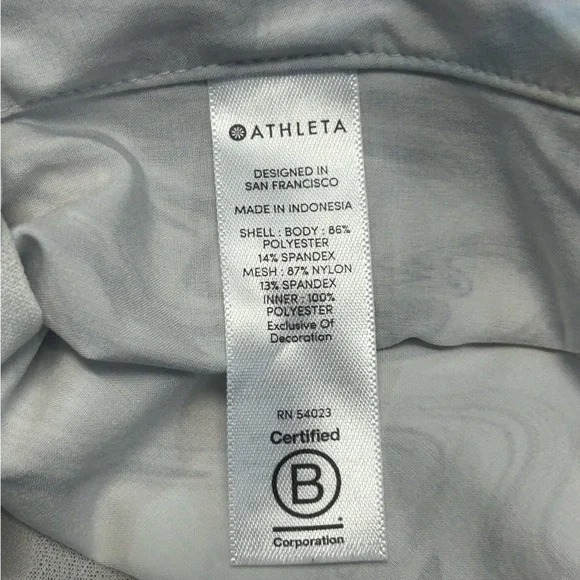 ATHLETA
DESIGNED IN
SAN FRANCISCO
MADE IN INDONESIA
SHELL : BODY : 86%
POLYESTER
14% SPANDEX
MESH : 87% NYLON
13% SPANDEX
INNER : 100%
POLYESTER
Exclusive Of
Decoration
RN 54023
Certified
B
Corporation